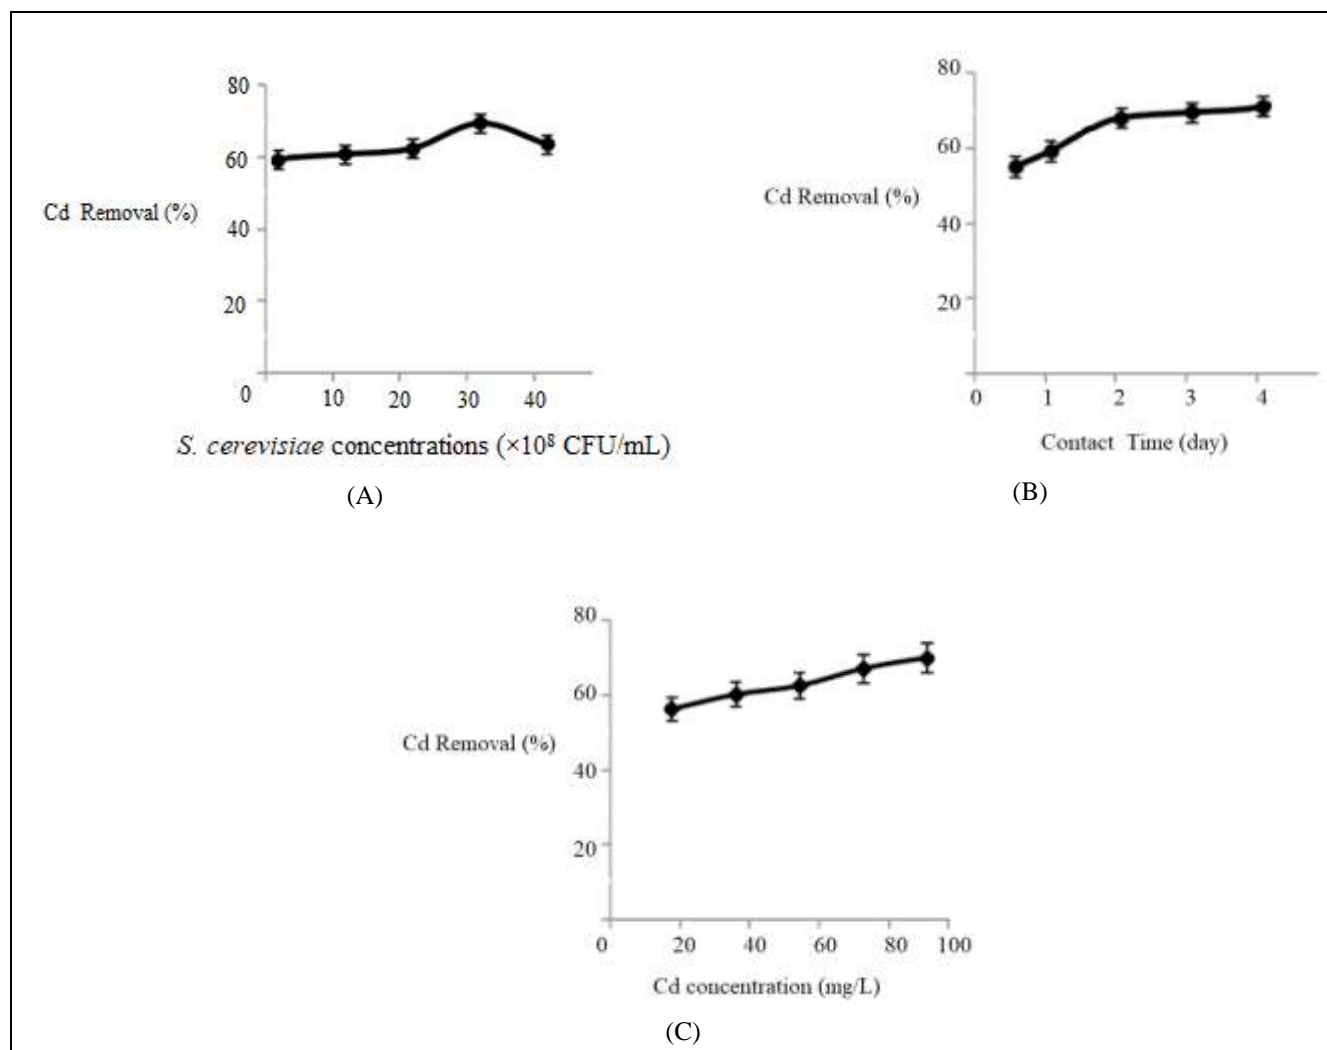 80
60
Cd  Removal (%)
40
20
0
10 20 30 40
S. cerevisiae concentrations (×10⁸ CFU/mL)
(A)
80
60
Cd Removal (%)
40
20
0 1 2 3 4
Contact  Time (day)
(B)
80
60
Cd Removal (%)
40
20
0 20 40 60 80 100
Cd concentration (mg/L)
(C)